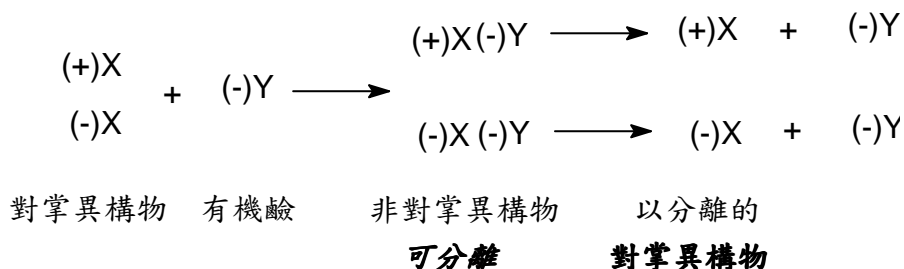 (+)X(-)Y (+)X + (-)Y
(+)X
(-)X + (-)Y
(-)X(-)Y (-)X + (-)Y
對掌異構物 有機鹼 非對掌異構物 以分離的
可分離 對掌異構物